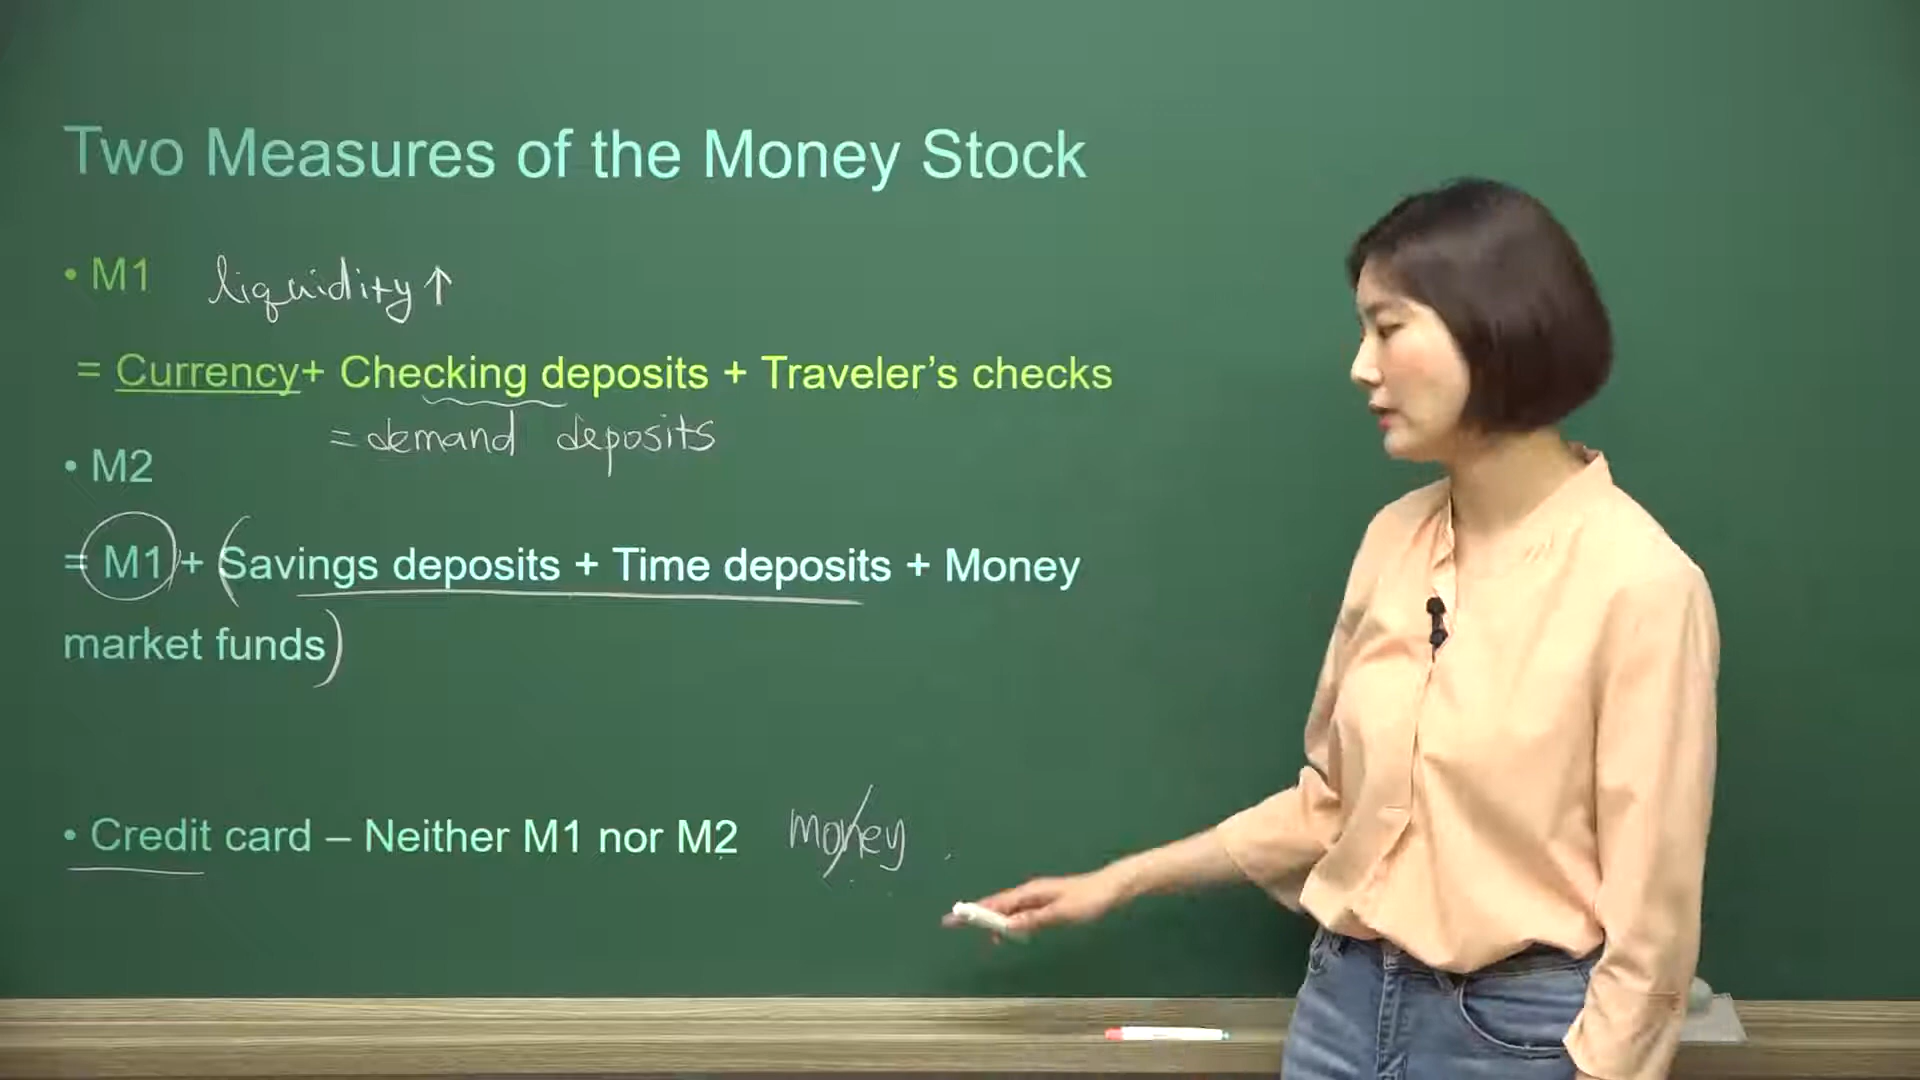 Two Measures of the Money Stock
• M1 liquidity ↑
= Currency+ Checking deposits + Traveler’s checks
= demand deposits
• M2
= M1 + (Savings deposits + Time deposits + Money
market funds)
• Credit card – Neither M1 nor M2 money